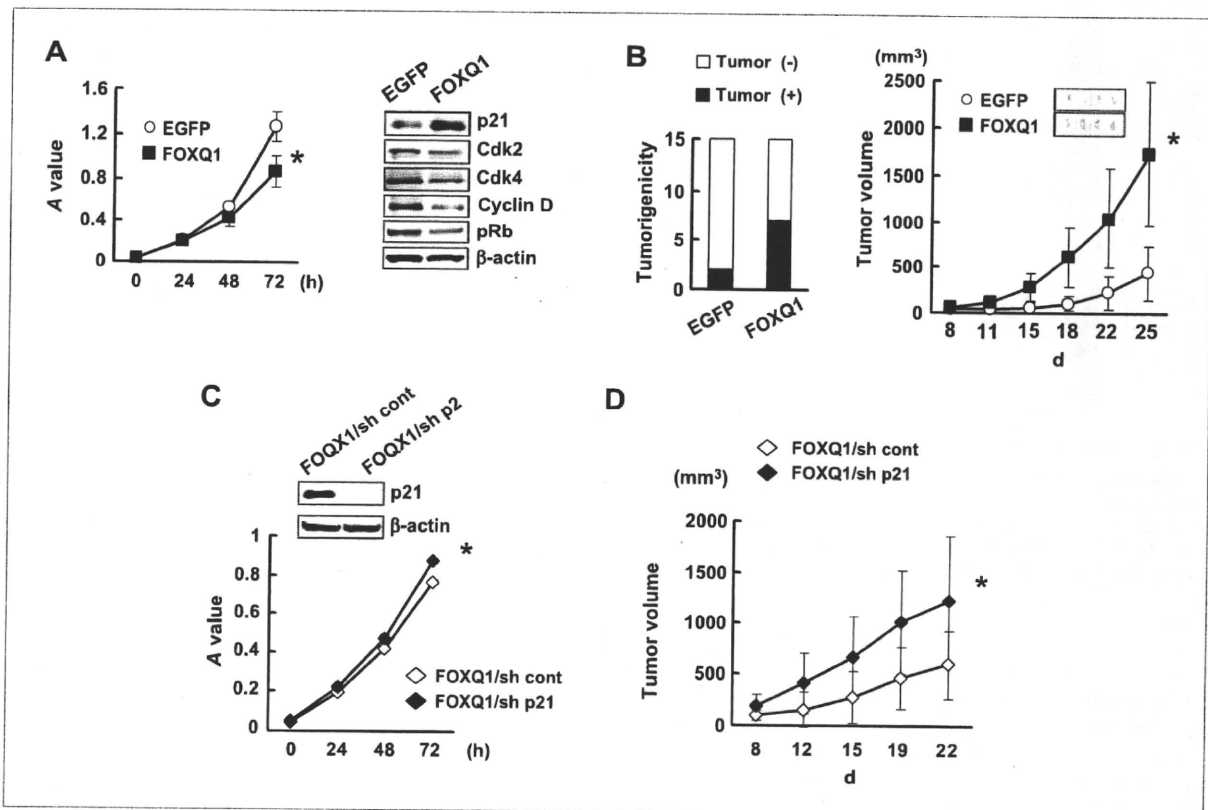 A
1.6
1.2
0.8
0.4
0
A value
EGFP
FOXQ1
*
0 24 48 72 (h)
EGFP FOXQ1
p21
Cdk2
Cdk4
Cyclin D
pRb
β-actin
B
Tumor (-)
Tumor (+)
15
10
5
0
Tumorigenicity
EGFP FOXQ1
(mm³)
2500
2000
1500
1000
500
0
Tumor volume
EGFP
FOXQ1
*
8 11 15 18 22 25
d
C
FOQX1/sh cont FOQX1/sh p2
p21
β-actin
1
0.8
0.6
0.4
0.2
0
A value
*
FOXQ1/sh cont
FOXQ1/sh p21
0 24 48 72 (h)
D
FOXQ1/sh cont
FOXQ1/sh p21
(mm³)
2000
1500
1000
500
0
Tumor volume
*
8 12 15 19 22
d